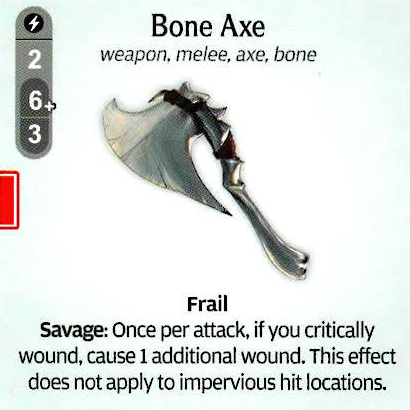 Bone Axe
weapon, melee, axe, bone
2
6+
3
Frail
Savage: Once per attack, if you critically
wound, cause 1 additional wound. This effect
does not apply to impervious hit locations.